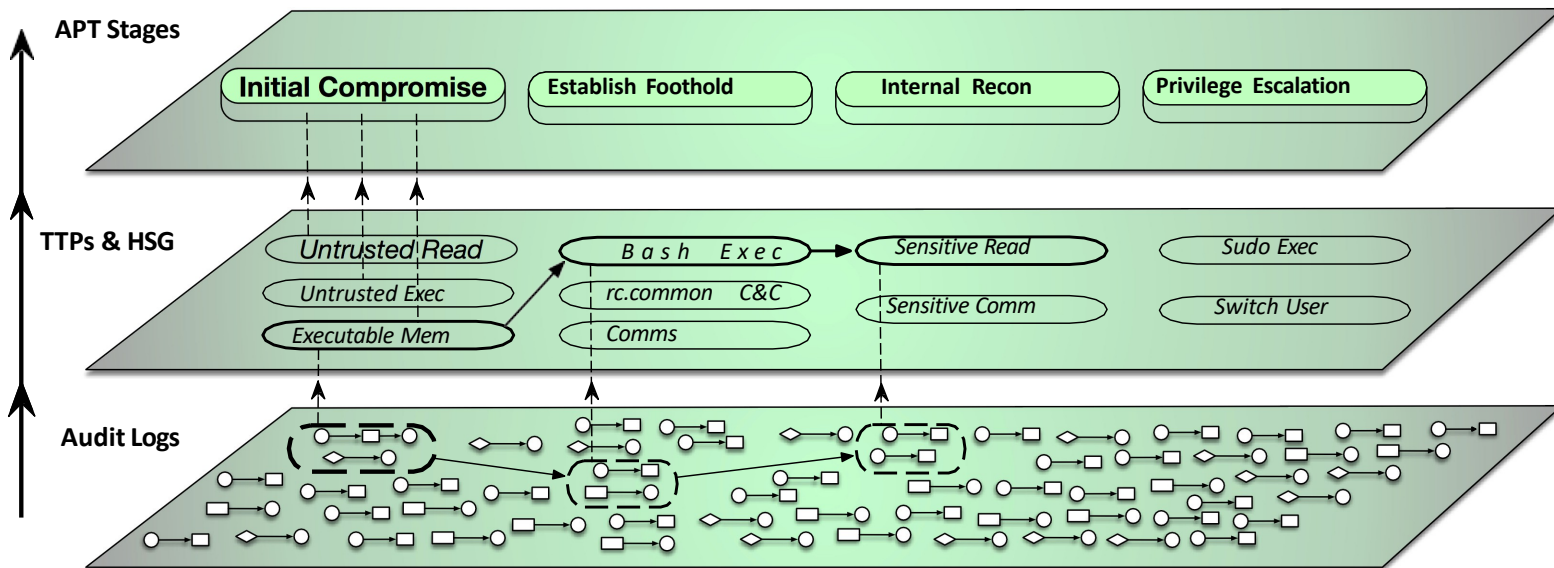 APT Stages
Initial Compromise
Establish Foothold
Internal Recon
Privilege Escalation
TTPs & HSG
Untrusted Read
Bash Exec
Sensitive Read
Sudo Exec
Untrusted Exec
rc.common C&C
Sensitive Comm
Switch User
Executable Mem
Comms
Audit Logs